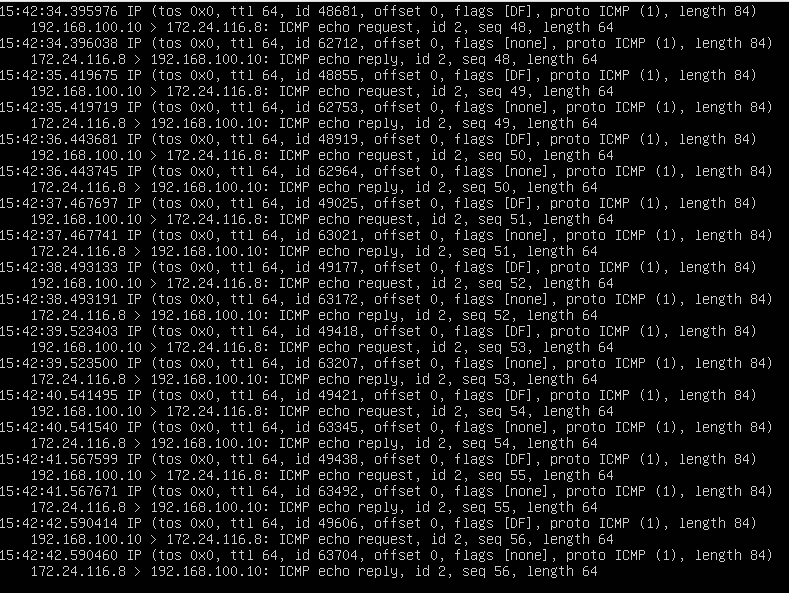 15:42:34.395976 IP (tos 0x0, ttl 64, id 48681, offset 0, flags [DF], proto ICMP (1), length 84)
192.168.100.10 > 172.24.116.8: ICMP echo request, id 2, seq 48, length 64
15:42:34.396038 IP (tos 0x0, ttl 64, id 62712, offset 0, flags [none], proto ICMP (1), length 84)
172.24.116.8 > 192.168.100.10: ICMP echo reply, id 2, seq 48, length 64
15:42:35.419675 IP (tos 0x0, ttl 64, id 48855, offset 0, flags [DF], proto ICMP (1), length 84)
192.168.100.10 > 172.24.116.8: ICMP echo request, id 2, seq 49, length 64
15:42:35.419719 IP (tos 0x0, ttl 64, id 62753, offset 0, flags [none], proto ICMP (1), length 84)
172.24.116.8 > 192.168.100.10: ICMP echo reply, id 2, seq 49, length 64
15:42:36.443681 IP (tos 0x0, ttl 64, id 48919, offset 0, flags [DF], proto ICMP (1), length 84)
192.168.100.10 > 172.24.116.8: ICMP echo request, id 2, seq 50, length 64
15:42:36.443745 IP (tos 0x0, ttl 64, id 62964, offset 0, flags [none], proto ICMP (1), length 84)
172.24.116.8 > 192.168.100.10: ICMP echo reply, id 2, seq 50, length 64
15:42:37.467697 IP (tos 0x0, ttl 64, id 49025, offset 0, flags [DF], proto ICMP (1), length 84)
192.168.100.10 > 172.24.116.8: ICMP echo request, id 2, seq 51, length 64
15:42:37.467741 IP (tos 0x0, ttl 64, id 63021, offset 0, flags [none], proto ICMP (1), length 84)
172.24.116.8 > 192.168.100.10: ICMP echo reply, id 2, seq 51, length 64
15:42:38.493133 IP (tos 0x0, ttl 64, id 49177, offset 0, flags [DF], proto ICMP (1), length 84)
192.168.100.10 > 172.24.116.8: ICMP echo request, id 2, seq 52, length 64
15:42:38.493191 IP (tos 0x0, ttl 64, id 63172, offset 0, flags [none], proto ICMP (1), length 84)
172.24.116.8 > 192.168.100.10: ICMP echo reply, id 2, seq 52, length 64
15:42:39.523403 IP (tos 0x0, ttl 64, id 49418, offset 0, flags [DF], proto ICMP (1), length 84)
192.168.100.10 > 172.24.116.8: ICMP echo request, id 2, seq 53, length 64
15:42:39.523500 IP (tos 0x0, ttl 64, id 63207, offset 0, flags [none], proto ICMP (1), length 84)
172.24.116.8 > 192.168.100.10: ICMP echo reply, id 2, seq 53, length 64
15:42:40.541495 IP (tos 0x0, ttl 64, id 49421, offset 0, flags [DF], proto ICMP (1), length 84)
192.168.100.10 > 172.24.116.8: ICMP echo request, id 2, seq 54, length 64
15:42:40.541540 IP (tos 0x0, ttl 64, id 63345, offset 0, flags [none], proto ICMP (1), length 84)
172.24.116.8 > 192.168.100.10: ICMP echo reply, id 2, seq 54, length 64
15:42:41.567599 IP (tos 0x0, ttl 64, id 49438, offset 0, flags [DF], proto ICMP (1), length 84)
192.168.100.10 > 172.24.116.8: ICMP echo request, id 2, seq 55, length 64
15:42:41.567671 IP (tos 0x0, ttl 64, id 63492, offset 0, flags [none], proto ICMP (1), length 84)
172.24.116.8 > 192.168.100.10: ICMP echo reply, id 2, seq 55, length 64
15:42:42.590414 IP (tos 0x0, ttl 64, id 49606, offset 0, flags [DF], proto ICMP (1), length 84)
192.168.100.10 > 172.24.116.8: ICMP echo request, id 2, seq 56, length 64
15:42:42.590460 IP (tos 0x0, ttl 64, id 63704, offset 0, flags [none], proto ICMP (1), length 84)
172.24.116.8 > 192.168.100.10: ICMP echo reply, id 2, seq 56, length 64